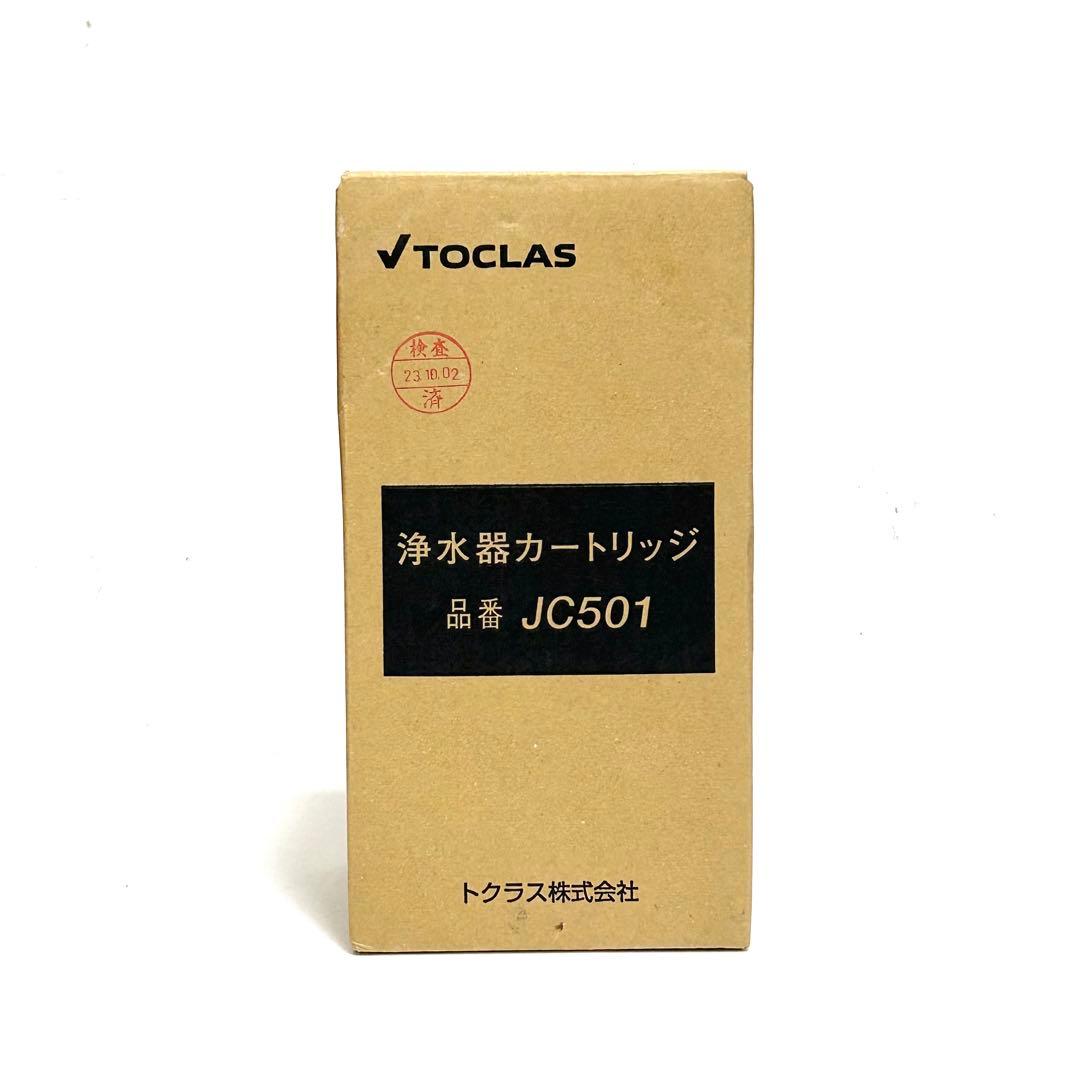 TOCLAS
検査
23.10.02
済
浄水器カートリッジ
品番 JC501
トクラス株式会社